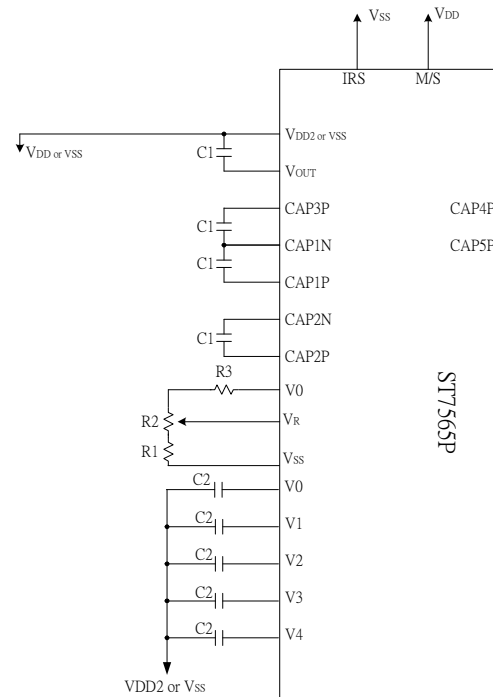 VSS VDD
IRS M/S
VDD2 or VSS
VDD or VSS
C1
VOUT
CAP3P CAP4P
C1
CAP1N CAP5P
C1
CAP1P
CAP2N
C1
CAP2P
R3
V0
R2
VR
R1
VSS
C2
V0
C2
V1
C2
V2
C2
V3
C2
V4
VDD2 or VSS
ST7565P